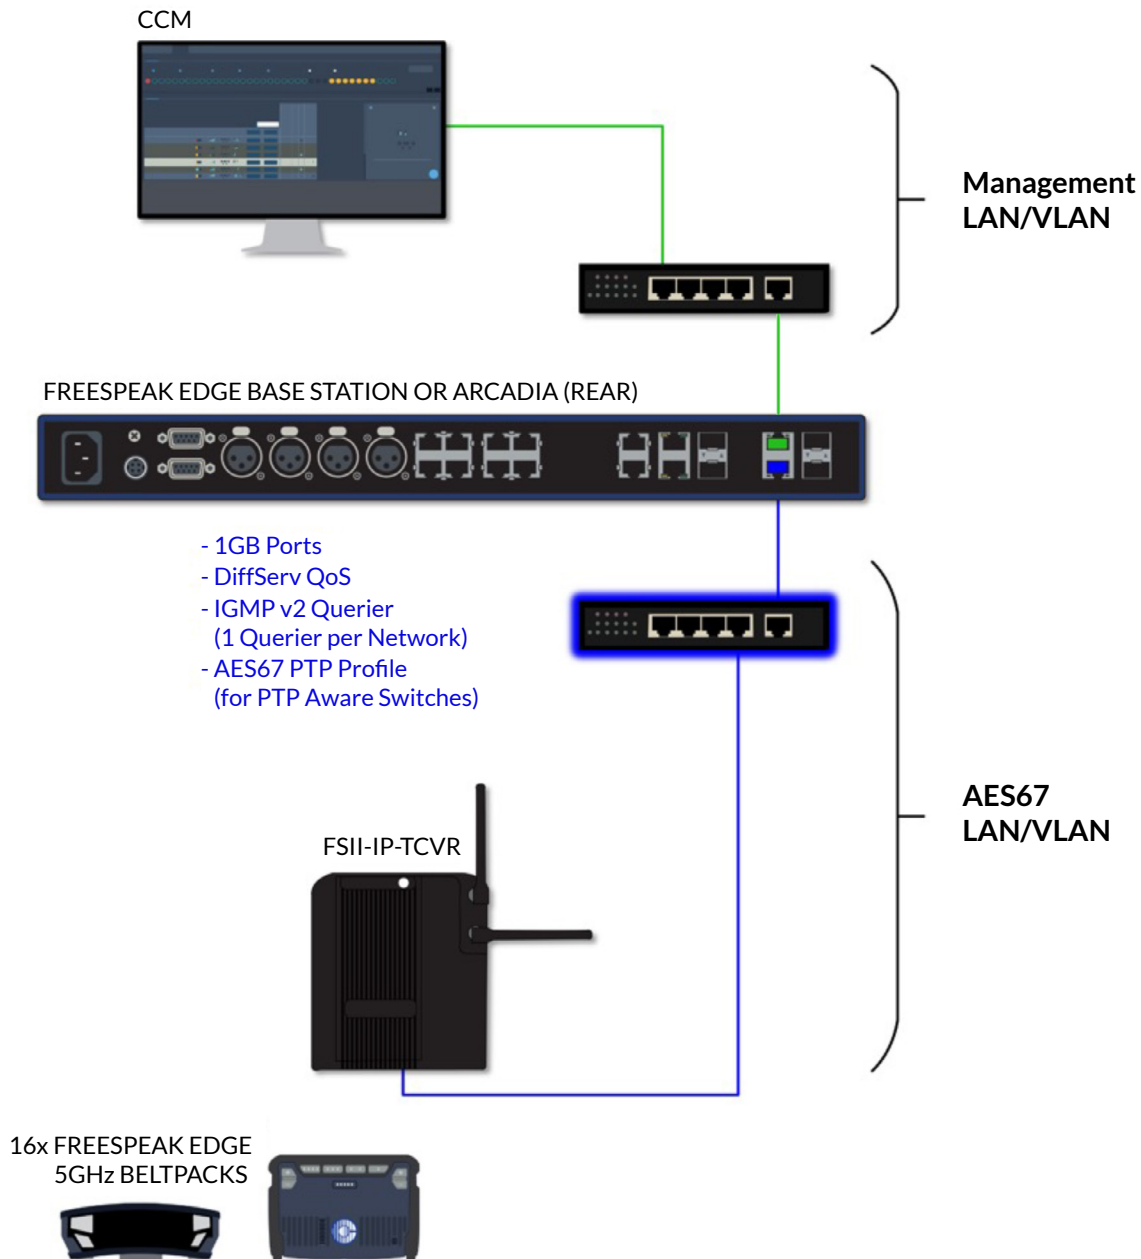 CCM
Management
LAN/VLAN
FREESPEAK EDGE BASE STATION OR ARCADIA (REAR)
- 1GB Ports
- DiffServ QoS
- IGMP v2 Querier
(1 Querier per Network)
- AES67 PTP Profile
(for PTP Aware Switches)
AES67
LAN/VLAN
FSII-IP-TCVR
16x FREESPEAK EDGE
5GHz BELTPACKS